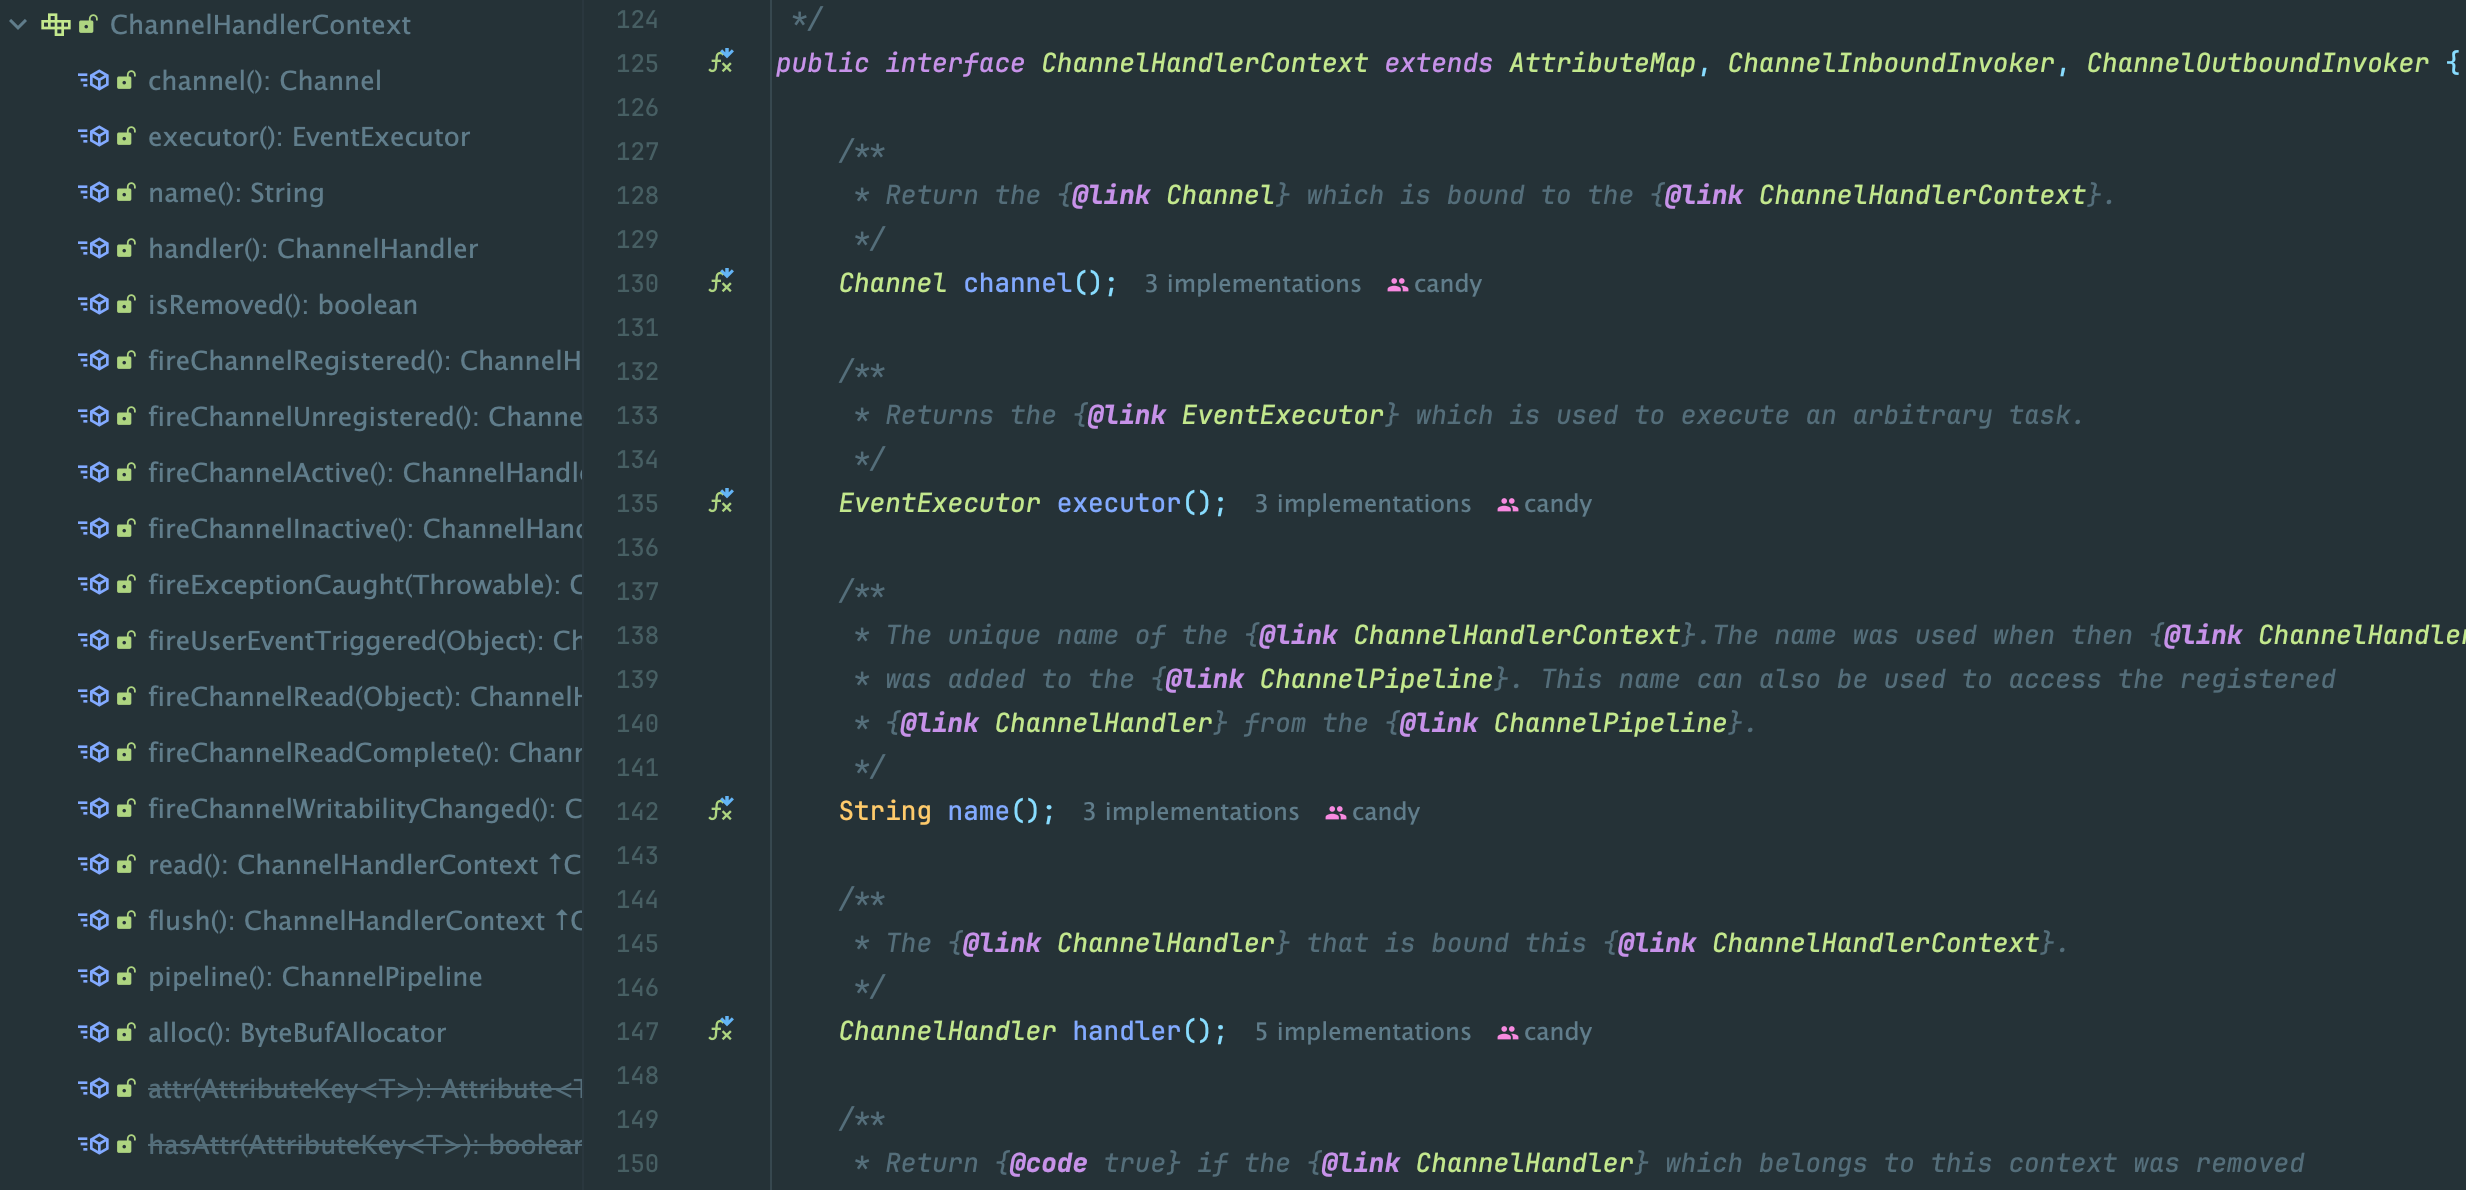 ChannelHandlerContext
channel(): Channel
executor(): EventExecutor
name(): String
handler(): ChannelHandler
isRemoved(): boolean
fireChannelRegistered(): ChannelH
fireChannelUnregistered(): Channe
fireChannelActive(): ChannelHandl
fireChannelInactive(): ChannelHand
fireExceptionCaught(Throwable): C
fireUserEventTriggered(Object): Ch
fireChannelRead(Object): ChannelH
fireChannelReadComplete(): Chanr
fireChannelWritabilityChanged(): C
read(): ChannelHandlerContext ↑C
flush(): ChannelHandlerContext ↑C
pipeline(): ChannelPipeline
alloc(): ByteBufAllocator
attr(AttributeKey<T>): Attribute<T
hasAttr(AttributeKey<T>): boolear
124 */
125 public interface ChannelHandlerContext extends AttributeMap, ChannelInboundInvoker, ChannelOutboundInvoker {
126
127 /**
128 * Return the {@link Channel} which is bound to the {@link ChannelHandlerContext}.
129 */
130 Channel channel(); 3 implementations candy
131
132 /**
133 * Returns the {@link EventExecutor} which is used to execute an arbitrary task.
134 */
135 EventExecutor executor(); 3 implementations candy
136
137 /**
138 * The unique name of the {@link ChannelHandlerContext}.The name was used when then {@link ChannelHandler
139 * was added to the {@link ChannelPipeline}. This name can also be used to access the registered
140 * {@link ChannelHandler} from the {@link ChannelPipeline}.
141 */
142 String name(); 3 implementations candy
143
144 /**
145 * The {@link ChannelHandler} that is bound this {@link ChannelHandlerContext}.
146 */
147 ChannelHandler handler(); 5 implementations candy
148
149 /**
150 * Return {@code true} if the {@link ChannelHandler} which belongs to this context was removed